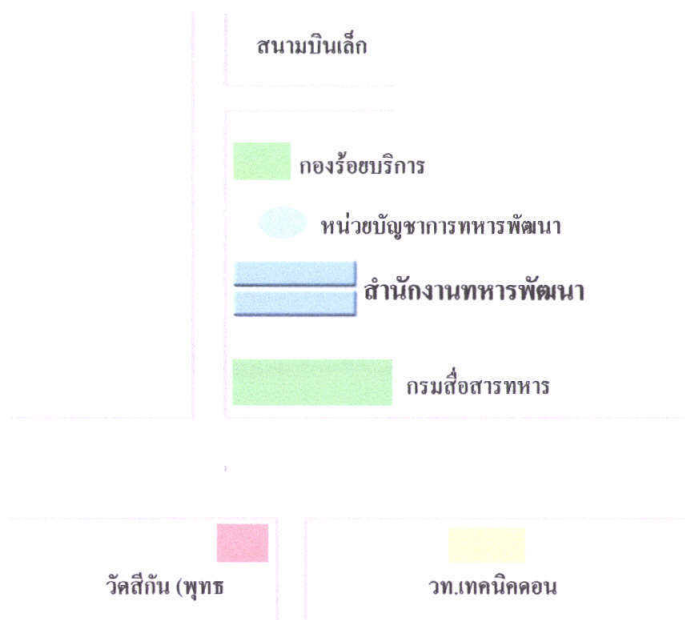 สนามบินเล็ก
กองร้อยบริการ
หน่วยบัญชาการทหารพัฒนา
สำนักงานทหารพัฒนา
กรมสื่อสารทหาร
วัดสีกัน (พุทธ
วท.เทคนิคดอน